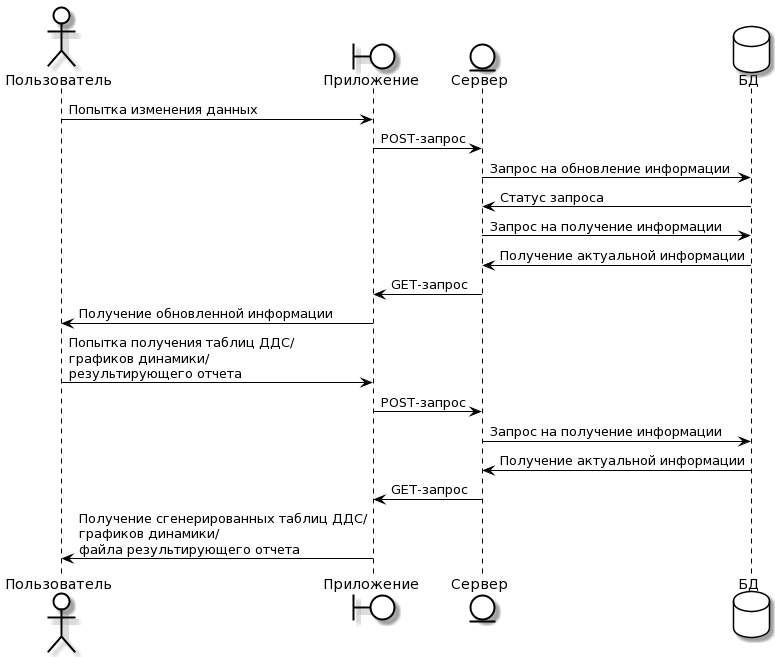 Пользователь
Приложение
Сервер
БД
Попытка изменения данных
POST-запрос
Запрос на обновление информации
Статус запроса
Запрос на получение информации
Получение актуальной информации
GET-запрос
Получение обновленной информации
Попытка получения таблиц ДДС/
графиков динамики/
результирующего отчета
POST-запрос
Запрос на получение информации
Получение актуальной информации
GET-запрос
Получение сгенерированных таблиц ДДС/
графиков динамики/
файла результирующего отчета
Пользователь
Приложение
Сервер
БД